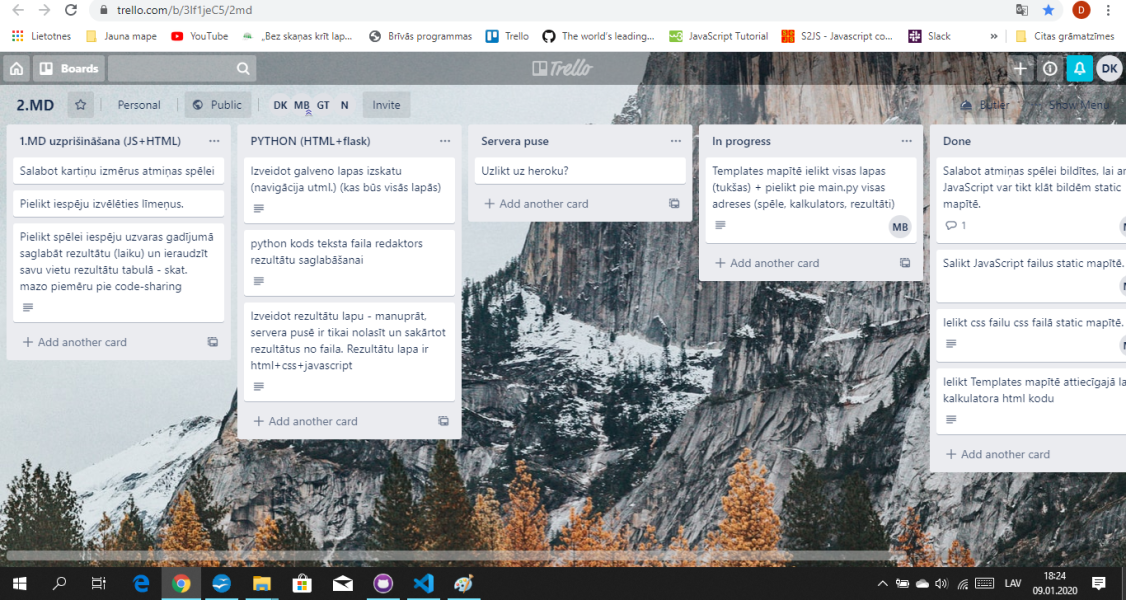 trello.com/b/3If1jeC5/2md
D
Lietotnes
Jauna mape
YouTube
„Bez skaņas krīt lap...
Brīvās programmas
Trello
The world's leading...
JavaScript Tutorial
S2JS - Javascript co...
Slack
»
Citas grāmatzīmes
Boards
Trello
DK
2.MD
Personal
Public
DK MB GT N
Invite
Butler
Show Menu
1.MD uzprišināšana (JS+HTML)
Salabot kartiņu izmērus atmiņas spēlei
Pielikt iespēju izvēlēties līmeņus.
Pielikt spēlei iespēju uzvaras gadījumā
saglabāt rezultātu (laiku) un ieraudzīt
savu vietu rezultātu tabulā - skat.
mazo piemēru pie code-sharing
+ Add another card
PYTHON (HTML+flask)
Izveidot galveno lapas izskatu
(navigācija utml.) (kas būs visās lapās)
python kods teksta faila redaktors
rezultātu saglabāšanai
Izveidot rezultātu lapu - manuprāt,
servera pusē ir tikai nolasīt un sakārtot
rezultātus no faila. Rezultātu lapa ir
html+css+javascript
+ Add another card
Servera puse
Uzlikt uz heroku?
+ Add another card
In progress
Templates mapītē ielikt visas lapas
(tukšas) + pielikt pie main.py visas
adreses (spēle, kalkulators, rezultāti)
MB
+ Add another card
Done
Salabot atmiņas spēlei bildītes, lai ar
JavaScript var tikt klāt bildēm static
mapītē.
1
Salikt JavaScript failus static mapītē.
Ielikt css failu css failā static mapītē.
Ielikt Templates mapītē attiecīgajā la
kalkulatora html kodu
+ Add another card
LAV
18:24
09.01.2020